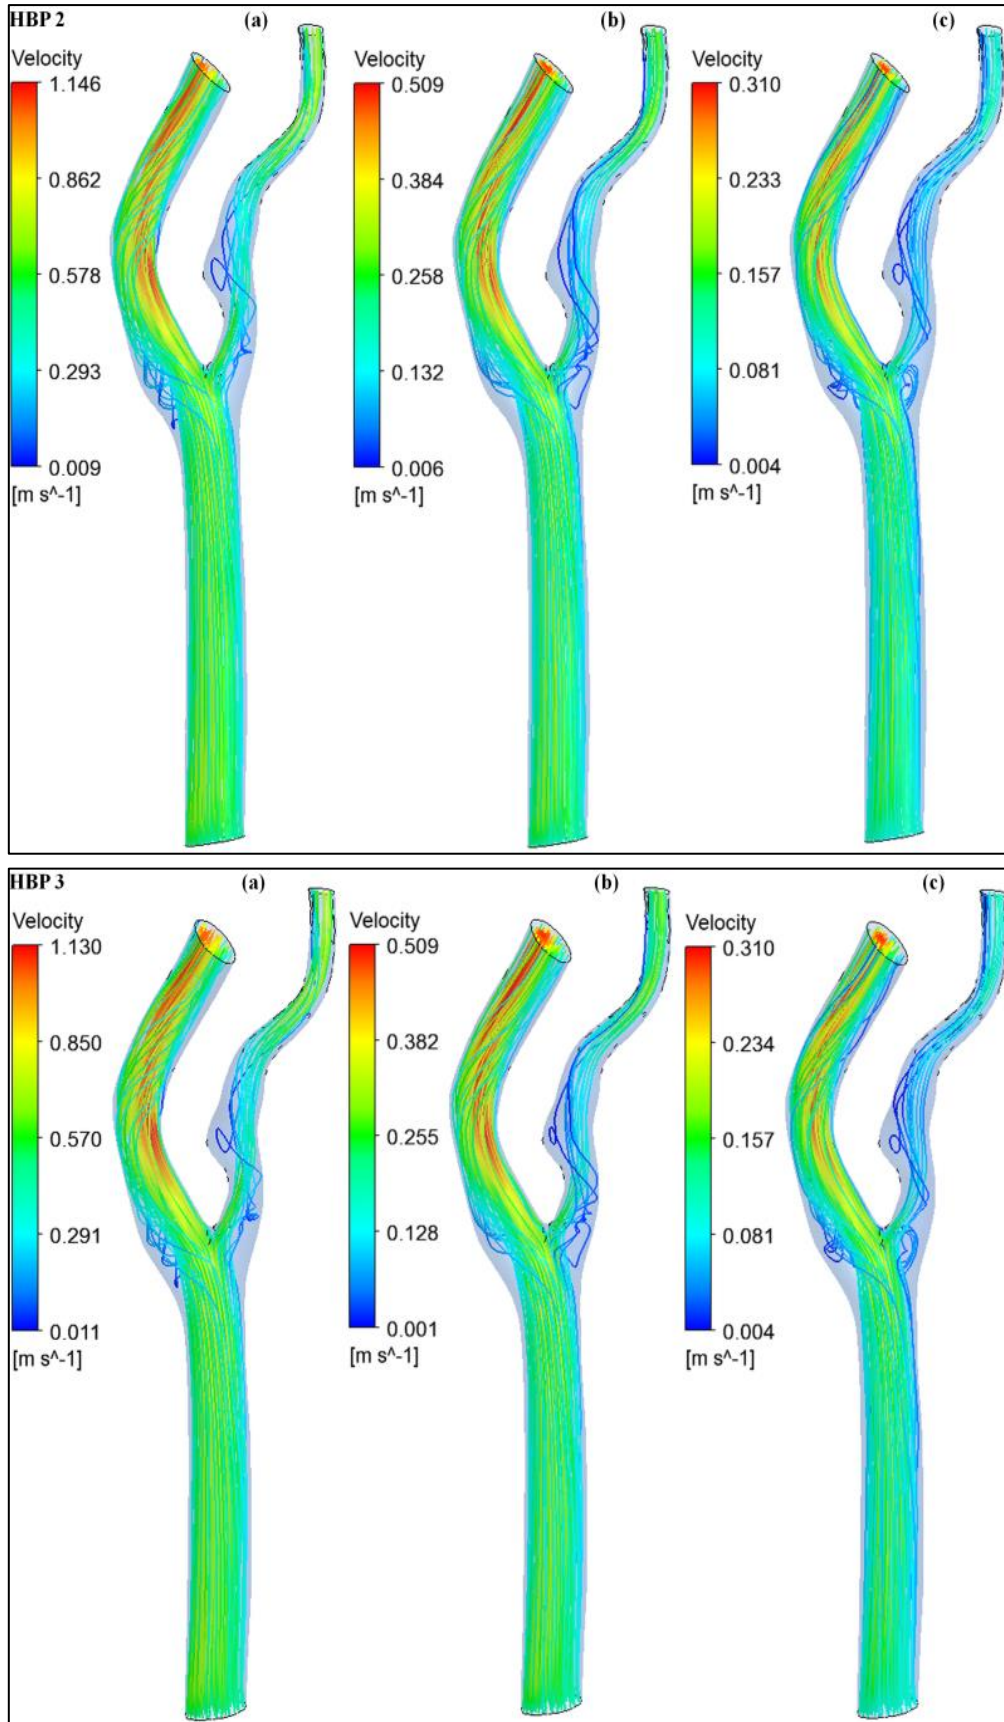 HBP 2
(a)
(b)
(c)
Velocity
1.146
0.862
0.578
0.293
0.009
[m s^-1]
Velocity
0.509
0.384
0.258
0.132
0.006
[m s^-1]
Velocity
0.310
0.233
0.157
0.081
0.004
[m s^-1]
HBP 3
(a)
(b)
(c)
Velocity
1.130
0.850
0.570
0.291
0.011
[m s^-1]
Velocity
0.509
0.382
0.255
0.128
0.001
[m s^-1]
Velocity
0.310
0.234
0.157
0.081
0.004
[m s^-1]